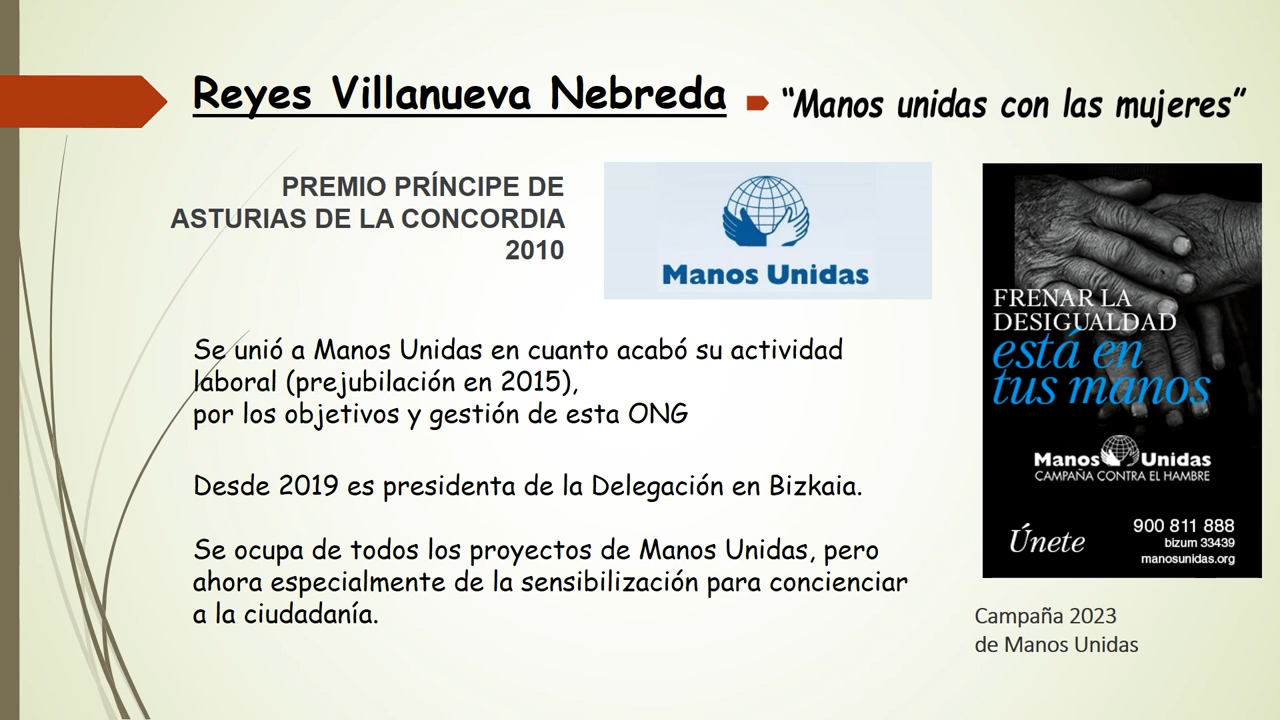 Reyes Villanueva Nebreda
“Manos unidas con las mujeres”
PREMIO PRÍNCIPE DE
ASTURIAS DE LA CONCORDIA
2010
Manos Unidas
Se unió a Manos Unidas en cuanto acabó su actividad
laboral (prejubilación en 2015),
por los objetivos y gestión de esta ONG
Desde 2019 es presidenta de la Delegación en Bizkaia.
Se ocupa de todos los proyectos de Manos Unidas, pero
ahora especialmente de la sensibilización para concienciar
a la ciudadanía.
FRENAR LA
DESIGUALDAD
está en
tus manos
Manos Unidas
CAMPAÑA CONTRA EL HAMBRE
Únete
900 811 888
bizum 33439
manosunidas.org
Campaña 2023
de Manos Unidas